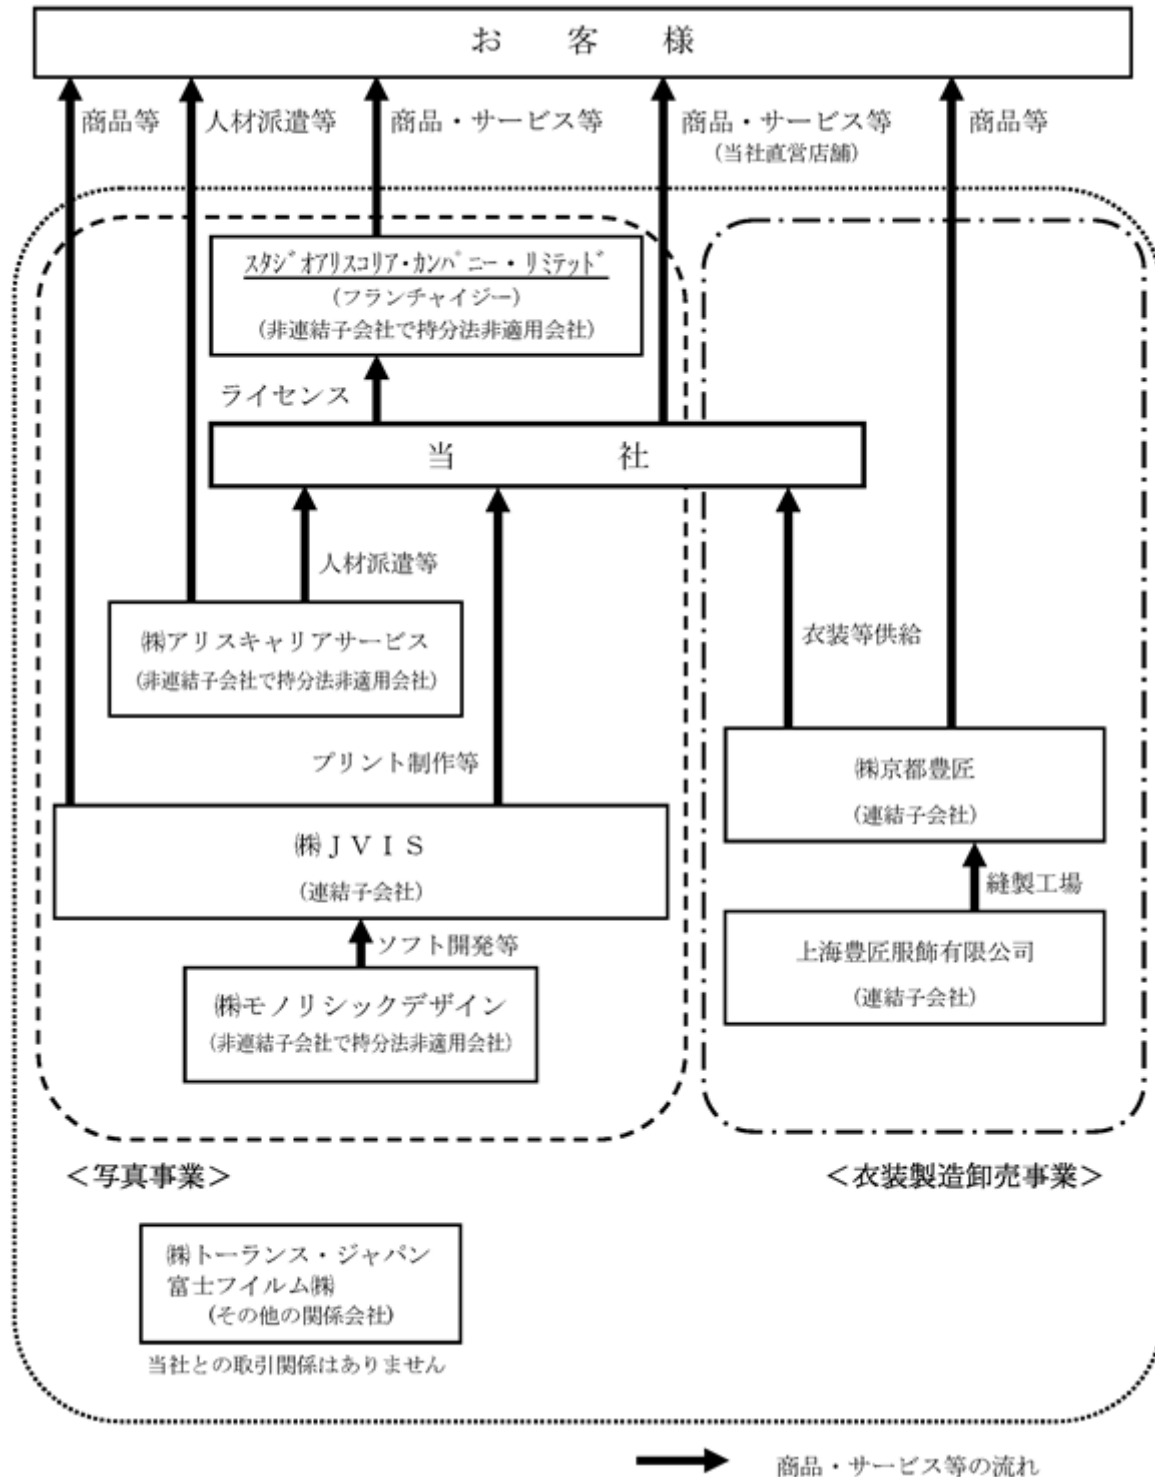 お客様
商品等
人材派遣等
商品・サービス等
商品・サービス等
(当社直営店舗)
商品等
スタジオアリスコリア・カンパニー・リミテッド
(フランチャイジー)
(非連結子会社で持分法非適用会社)
ライセンス
当社
人材派遣等
㈱アリスキャリアサービス
(非連結子会社で持分法非適用会社)
衣装等供給
プリント制作等
㈱JVIS
(連結子会社)
㈱京都豊匠
(連結子会社)
縫製工場
ソフト開発等
上海豊匠服飾有限公司
(連結子会社)
㈱モノリシックデザイン
(非連結子会社で持分法非適用会社)
<写真事業>
<衣装製造卸売事業>
㈱トーランス・ジャパン
富士フイルム㈱
(その他の関係会社)
当社との取引関係はありません
商品・サービス等の流れ